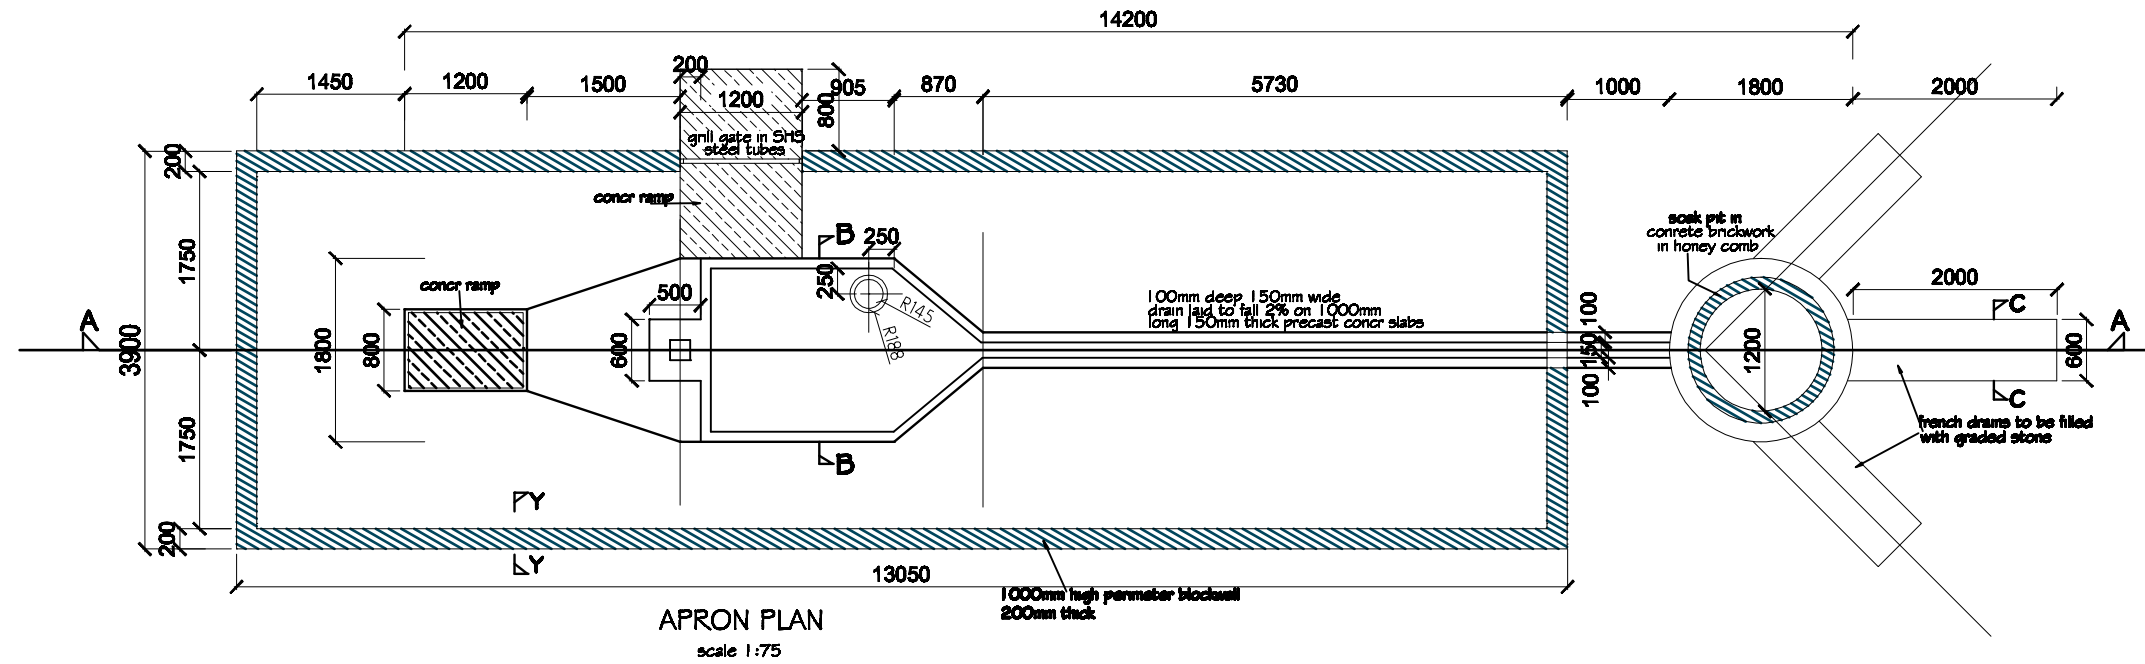 14200
1450
1200
1500
200
1200
905
800
870
5730
1000
1800
2000
grill gate in SHS
steel tubes
200
3900
1750
1750
200
concr ramp
concr ramp
B
250
250
500
600
1800
800
R145
R188
A
A
100mm deep 150mm wide
drain laid to fall 2% on 1000mm
long 150mm thick precast concr slabs
100
150
100
soak pit in
conrete brickwork
in honey comb
1200
2000
C
600
C
french drams to be filled
with graded stone
B
Y
Y
13050
1000mm high perimeter blockwall
200mm thick
APRON PLAN
scale 1:75